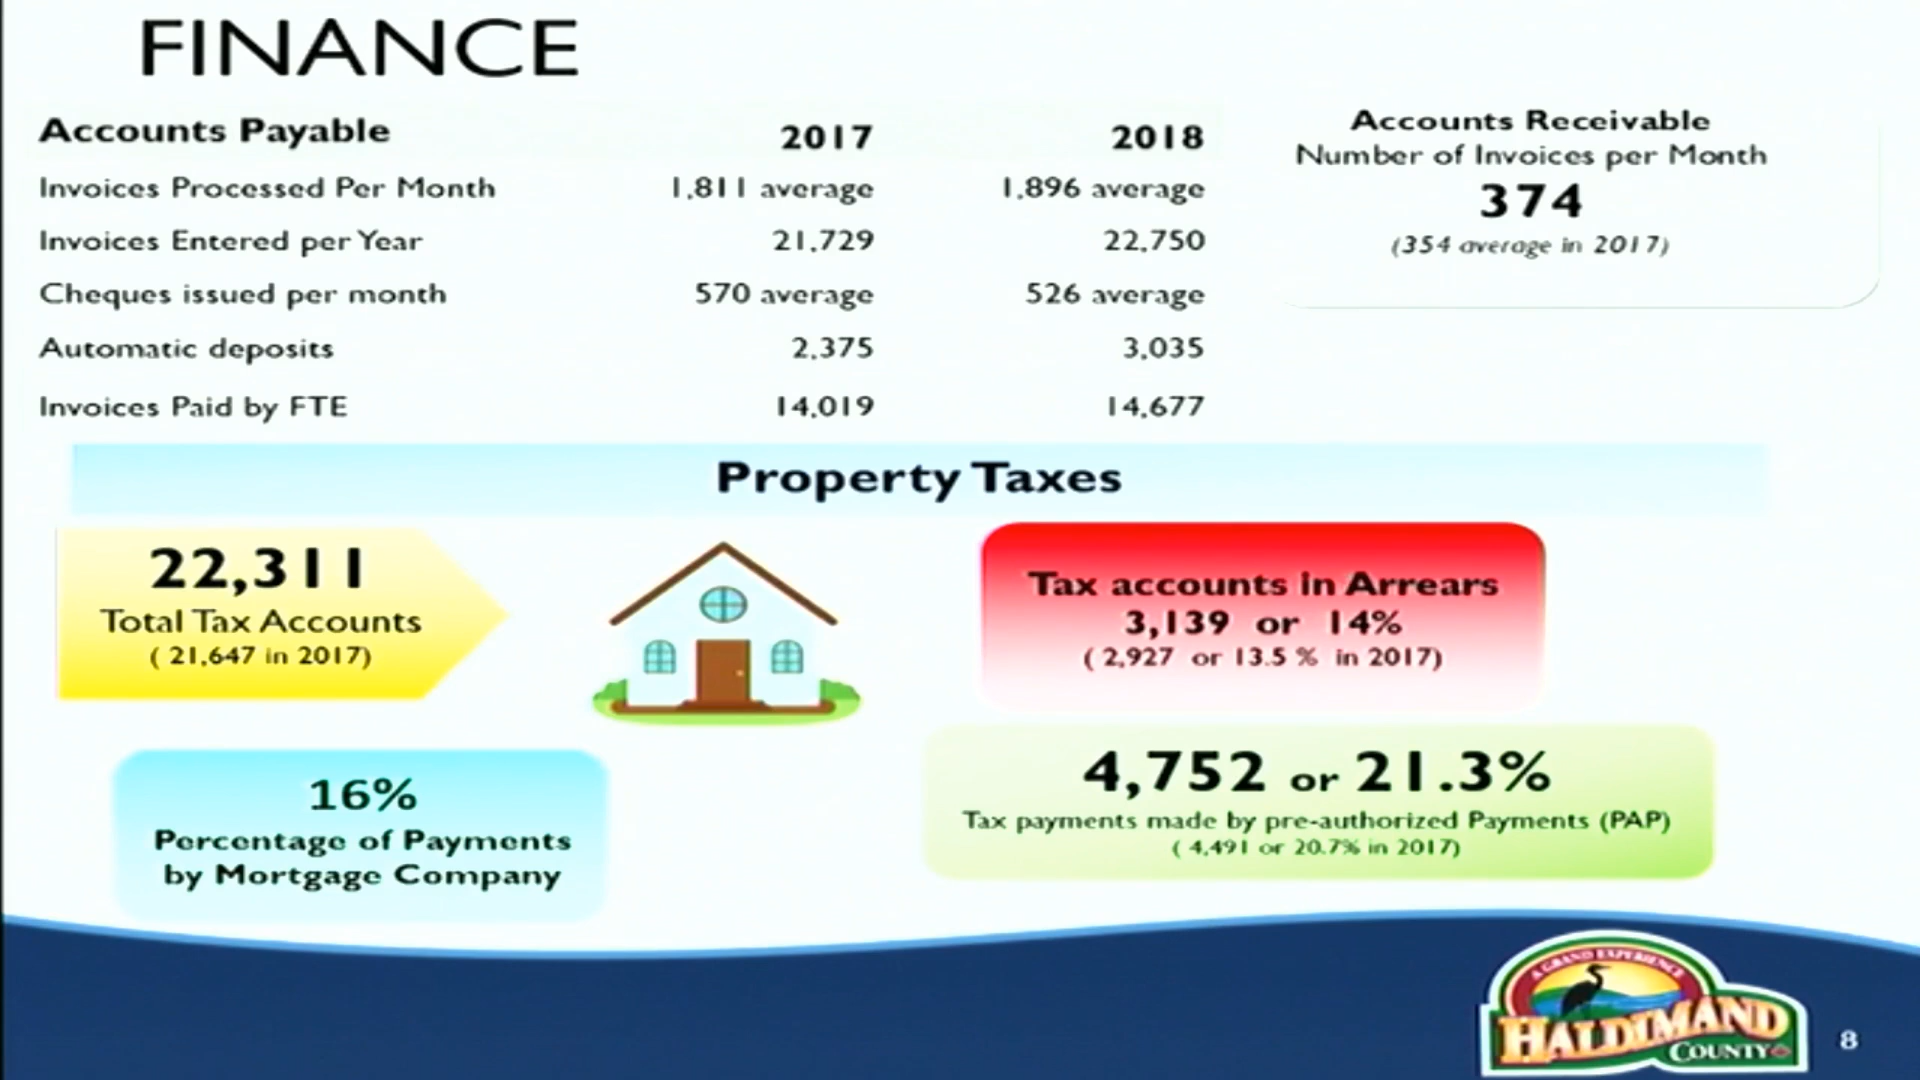 FINANCE
Accounts Payable 2017 2018
Invoices Processed Per Month 1,811 average 1,896 average
Invoices Entered per Year 21,729 22,750
Cheques issued per month 570 average 526 average
Automatic deposits 2,375 3,035
Invoices Paid by FTE 14,019 14,677
Accounts Receivable
Number of Invoices per Month
374
(354 average in 2017)
Property Taxes
22,311
Total Tax Accounts
( 21,647 in 2017)
Tax accounts in Arrears
3,139 or 14%
( 2,927 or 13.5 % in 2017)
16%
Percentage of Payments
by Mortgage Company
4,752 or 21.3%
Tax payments made by pre-authorized Payments (PAP)
( 4,491 or 20.7% in 2017)
A GRAND EXPERIENCE
HALDIMAND
COUNTY
8